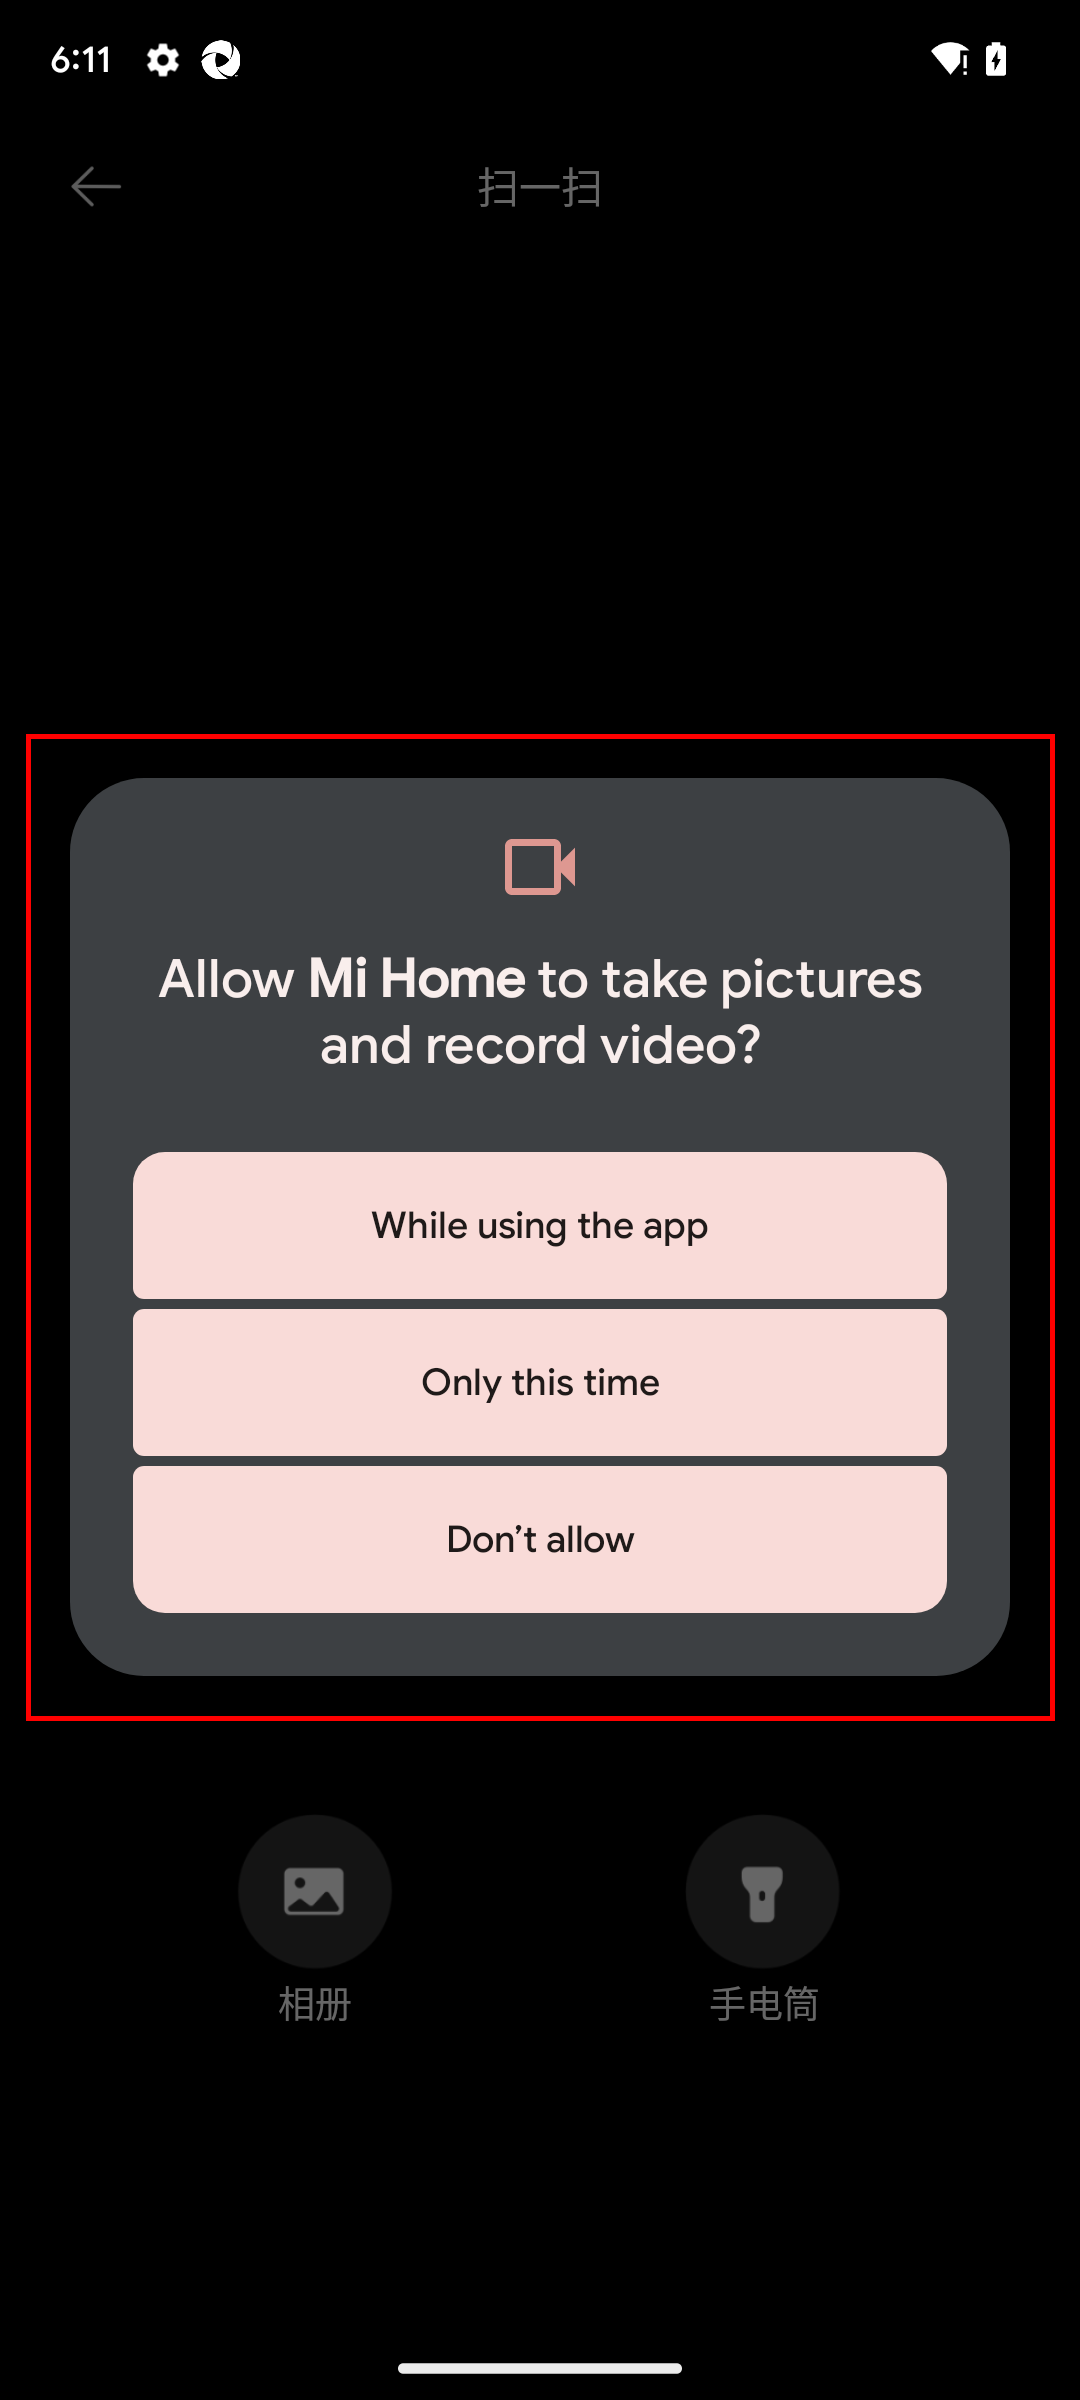 6:11
扫一扫
Allow Mi Home to take pictures
and record video?
While using the app
Only this time
Don’t allow
相册
手电筒